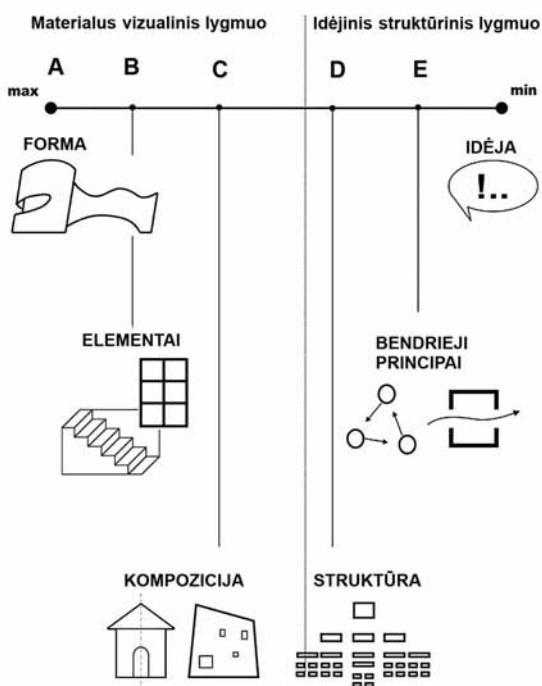 Materialus vizualinis lygmuo
Idėjinis struktūrinis lygmuo
A B C D E
max
min
FORMA
IDĖJA
!...
ELEMENTAI
BENDRIEJI
PRINCIPAI
KOMPOZICIJA
STRUKTŪRA